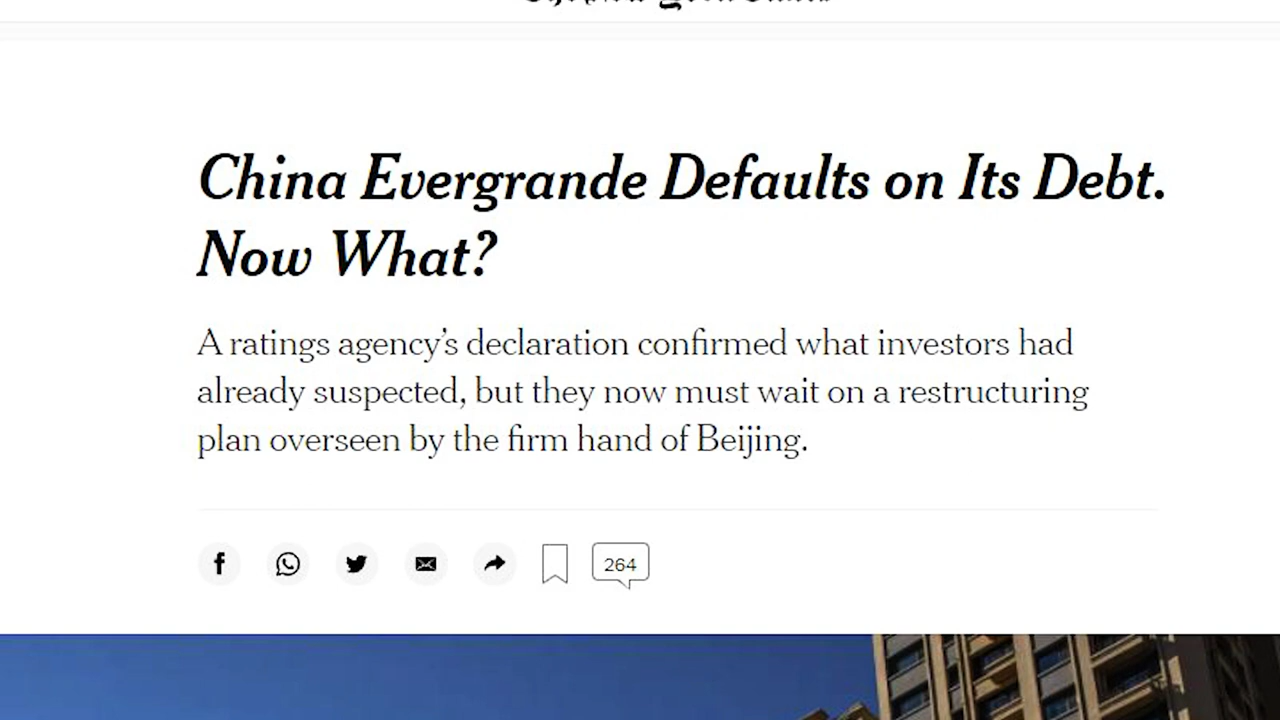 China Evergrande Defaults on Its Debt.
Now What?
A ratings agency’s declaration confirmed what investors had
already suspected, but they now must wait on a restructuring
plan overseen by the firm hand of Beijing.
264